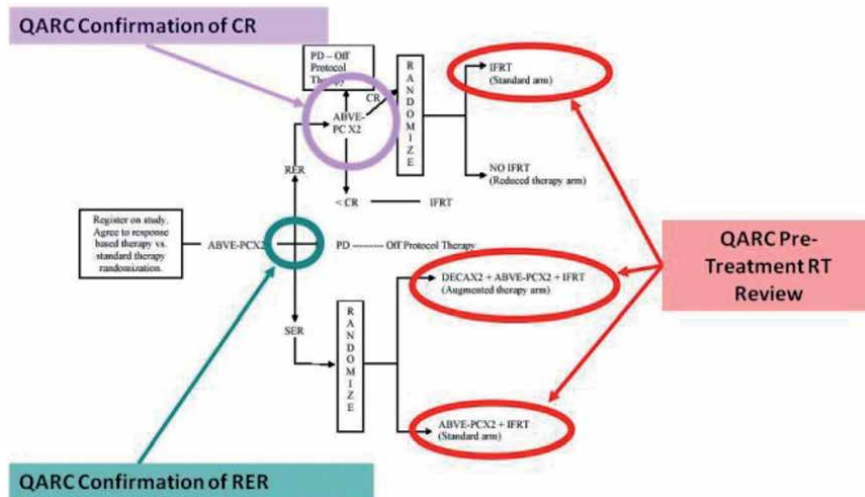 QARC Confirmation of CR
PD – Off
Protocol
Therapy
CR
ABVE-
PC X2
RANDOMIZE
IFRT
(Standard arm)
NO IFRT
(Reduced therapy arm)
RER
< CR
IFRT
Register on study.
Agree to response
based therapy vs.
standard therapy
randomization.
ABVE-PCX2
PD -------- Off Protocol Therapy
QARC Pre-
Treatment RT
Review
DECAX2 + ABVE-PCX2 + IFRT
(Augmented therapy arm)
SER
RANDOMIZE
ABVE-PCX2 + IFRT
(Standard arm)
QARC Confirmation of RER